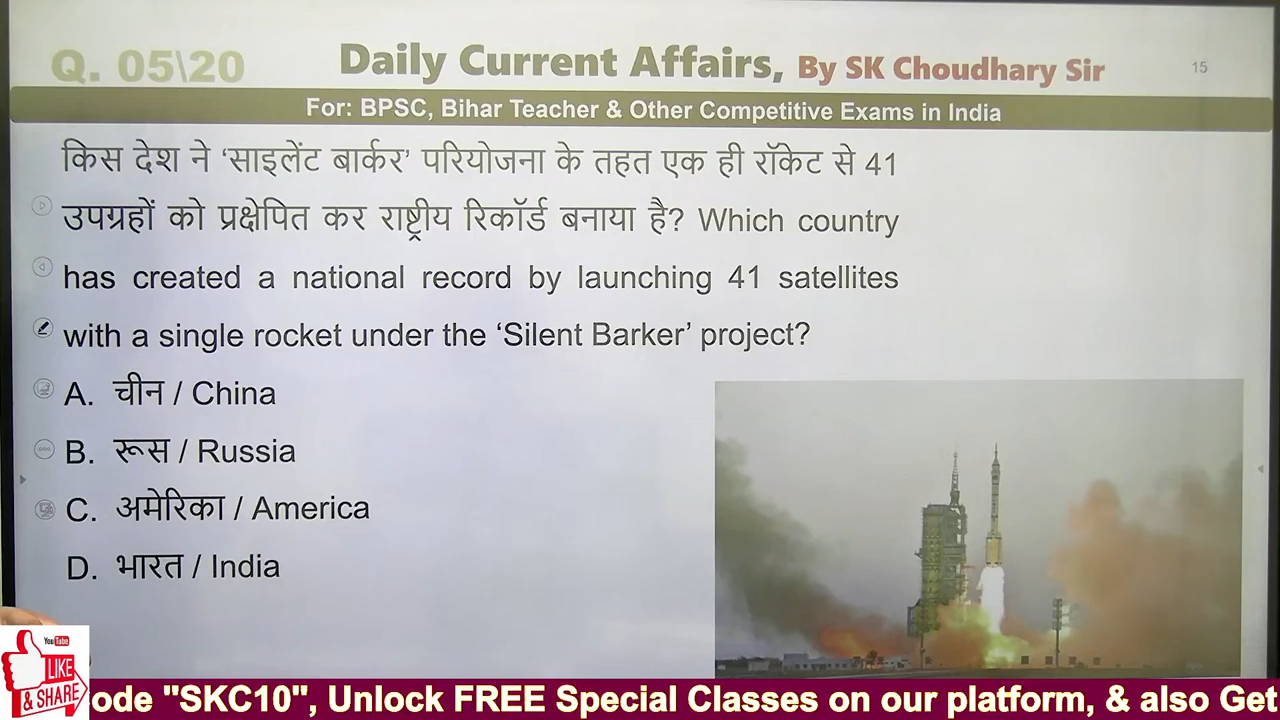 Q. 05\20
Daily Current Affairs, By SK Choudhary Sir
15
For: BPSC, Bihar Teacher & Other Competitive Exams in India
किस देश ने ‘साइलेंट बार्कर’ परियोजना के तहत एक ही रॉकेट से 41
उपग्रहों को प्रक्षेपित कर राष्ट्रीय रिकॉर्ड बनाया है? Which country
has created a national record by launching 41 satellites
with a single rocket under the ‘Silent Barker’ project?
A. चीन / China
B. रूस / Russia
C. अमेरिका / America
D. भारत / India
YouTube
LIKE
& SHARE
ode "SKC10", Unlock FREE Special Classes on our platform, & also Get